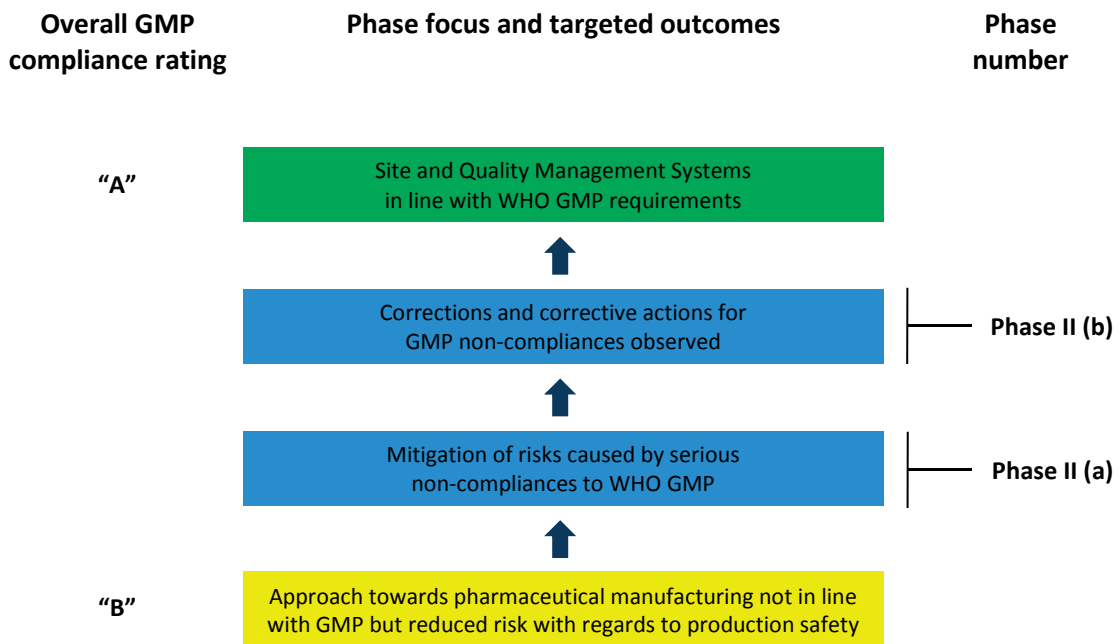 Overall GMP
compliance rating
Phase focus and targeted outcomes
Phase
number
“A”
Site and Quality Management Systems
in line with WHO GMP requirements
Corrections and corrective actions for
GMP non-compliances observed
Phase II (b)
Mitigation of risks caused by serious
non-compliances to WHO GMP
Phase II (a)
“B”
Approach towards pharmaceutical manufacturing not in line
with GMP but reduced risk with regards to production safety